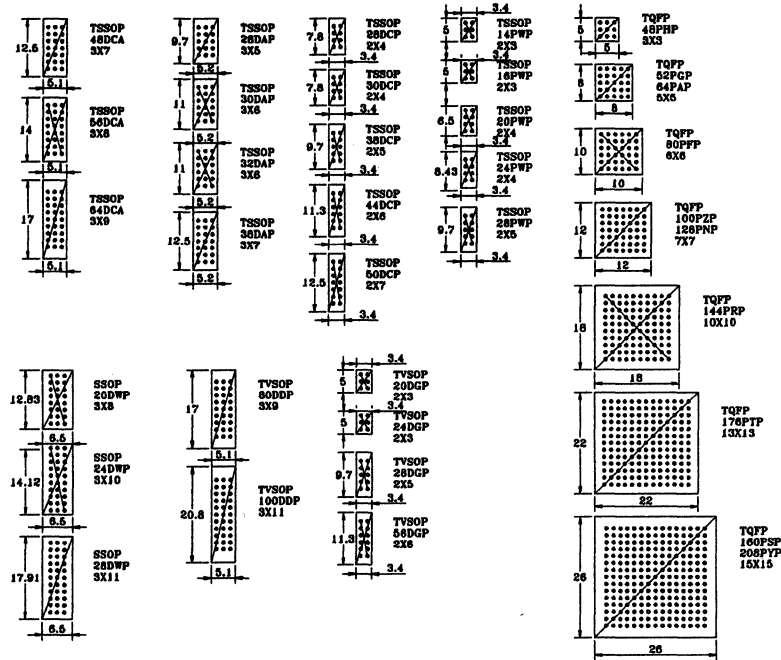 12.5
5.1
TSSOP
48DCA
3X7
14
5.1
TSSOP
56DCA
3X8
17
5.1
TSSOP
64DCA
3X9
9.7
5.2
TSSOP
28DAP
3X5
11
5.2
TSSOP
30DAP
3X6
11
5.2
TSSOP
32DAP
3X6
12.5
5.2
TSSOP
38DAP
3X7
7.8
3.4
TSSOP
28DCP
2X4
7.8
3.4
TSSOP
30DCP
2X4
9.7
3.4
TSSOP
38DCP
2X5
11.3
3.4
TSSOP
44DCP
2X6
12.5
3.4
TSSOP
50DCP
2X7
3.4
5
TSSOP
14PWP
2X3
3.4
5
TSSOP
16PWP
2X3
6.5
3.4
TSSOP
20PWP
2X4
8.43
3.4
TSSOP
24PWP
2X4
9.7
3.4
TSSOP
28PWP
2X5
5
5
TQFP
48PHP
3X3
8
8
TQFP
52PGP
64PAP
5X5
10
10
TQFP
80PFP
6X6
12
12
TQFP
100PZP
128PNP
7X7
18
18
TQFP
144PRP
10X10
22
22
TQFP
176PTP
13X13
26
26
TQFP
160PSP
208PYP
15X15
12.83
6.5
SSOP
20DWP
3X8
14.12
6.5
SSOP
24DWP
3X10
17.91
6.5
SSOP
28DWP
3X11
17
5.1
TVSOP
80DDP
3X9
20.8
5.1
TVSOP
100DDP
3X11
3.4
5
TVSOP
20DGP
2X3
3.4
5
TVSOP
24DGP
2X3
9.7
3.4
TVSOP
28DGP
2X5
11.3
3.4
TVSOP
56DGP
2X6